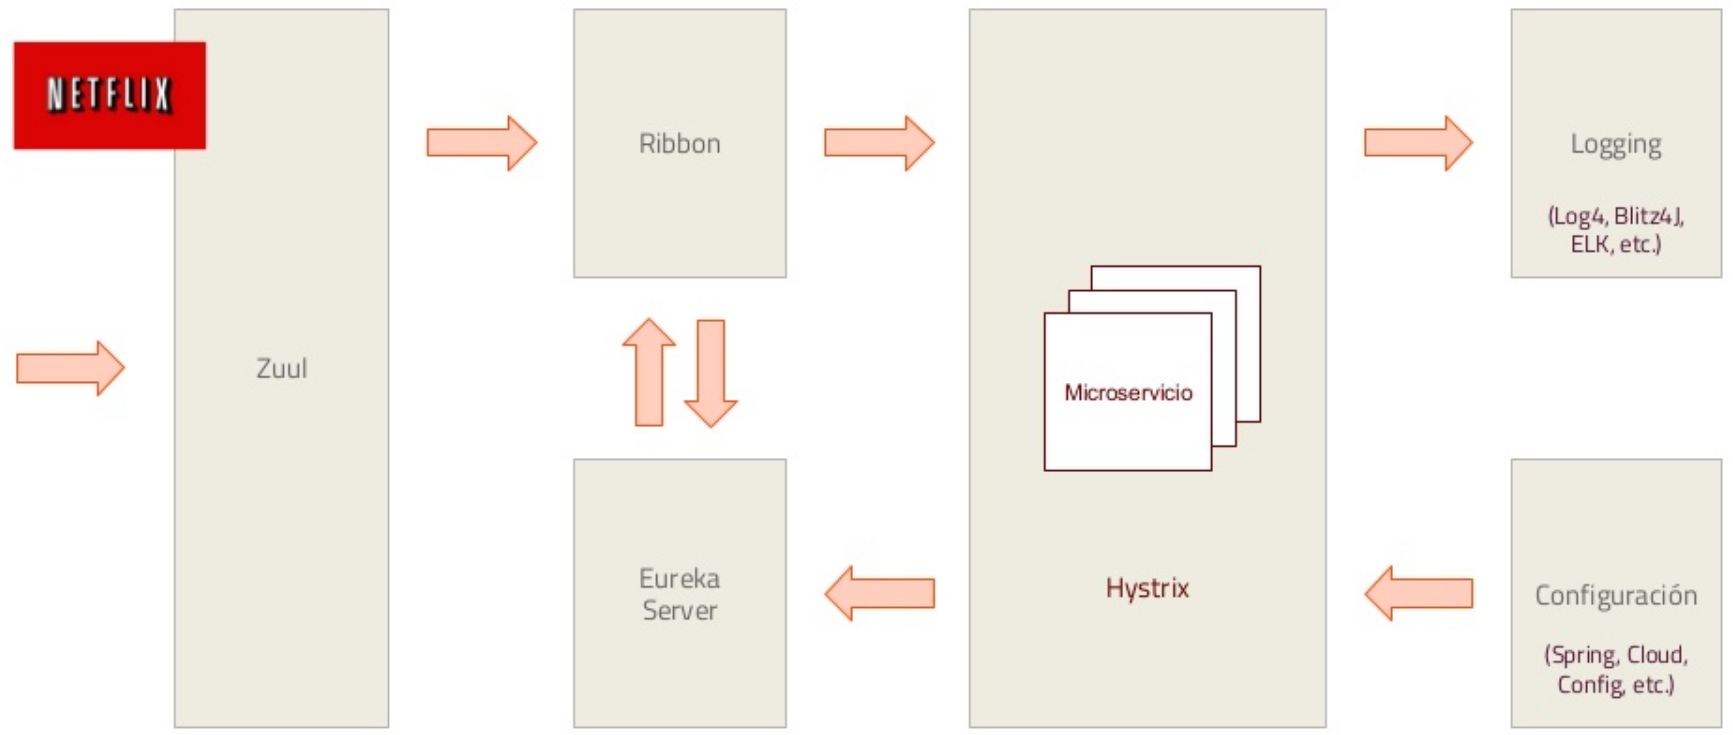 NETFLIX
Zuul
Ribbon
Eureka
Server
Microservicio
Hystrix
Logging
(Log4, Blitz4J,
ELK, etc.)
Configuración
(Spring, Cloud,
Config, etc.)